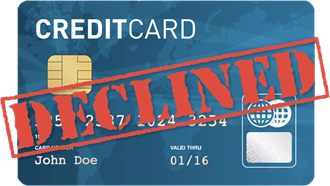 CREDITCARD
DECLINED
1024 3254
VALID THRU
John Doe
01/16